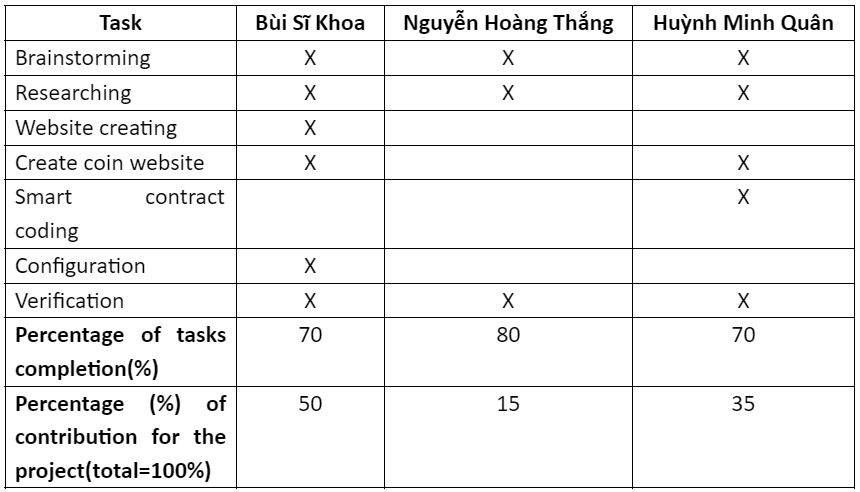 Task Bùi Sĩ Khoa Nguyễn Hoàng Thắng Huỳnh Minh Quân
Brainstorming X X X
Researching X X X
Website creating X
Create coin website X X
Smart contract
coding X
Configuration X
Verification X X X
Percentage of tasks
completion(%) 70 80 70
Percentage (%) of
contribution for the
project(total=100%) 50 15 35